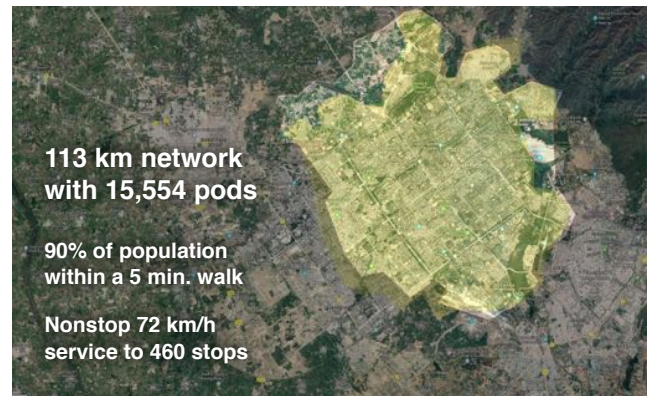 113 km network
with 15,554 pods
90% of population
within a 5 min. walk
Nonstop 72 km/h
service to 460 stops